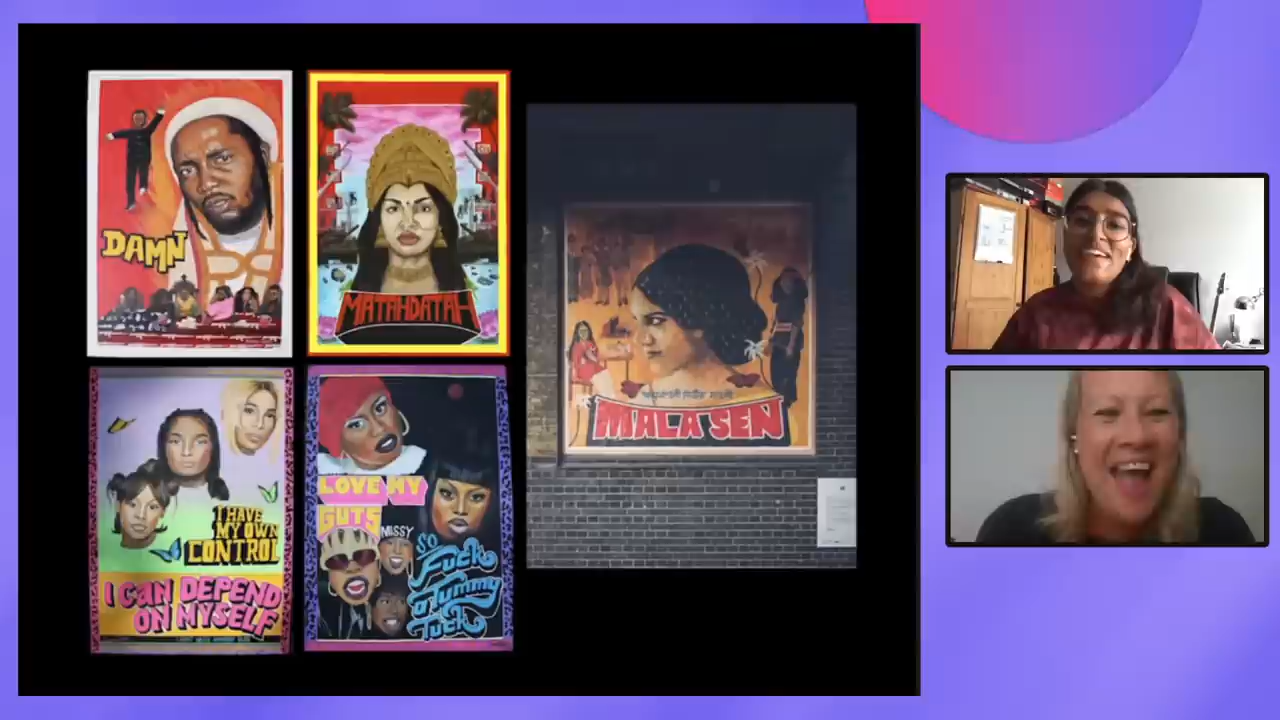 DAMN
MATAHDATAH
I HAVE
MY OWN
CONTROL
I CAN DEPEND
ON MYSELF
LOVE MY
GUTS
MISSY
SO
Fuck
a Tummy
Tuck
MALA SEN